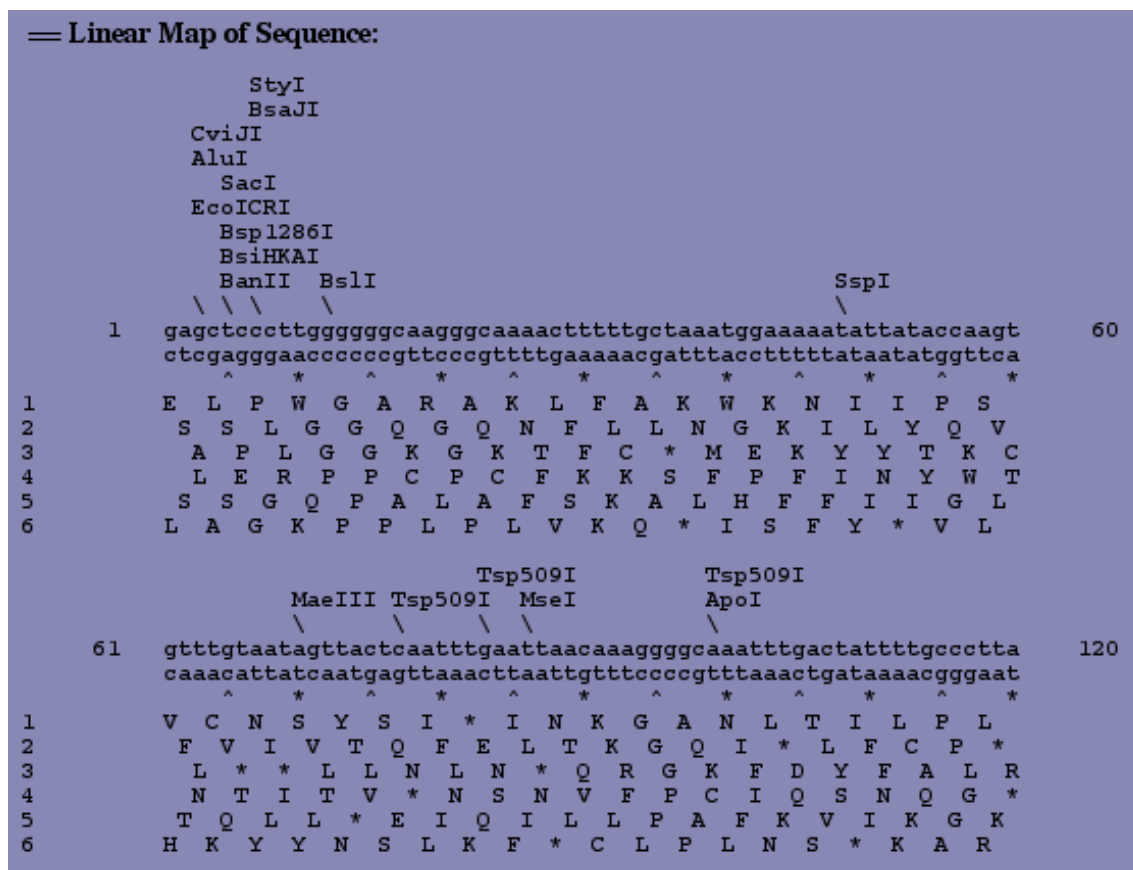 == Linear Map of Sequence:
StyI
BsaJI
CviJI
AluI
SacI
EcoICRI
Bsp1286I
BsiHKAI
BanII BslI SspI
\ \ \ \ \
1 gagctcccttggggggcaagggcaaaactttttgctaaatggaaaaatattataccaagt 60
ctcgagggaaccccccgttcccgttttgaaaaacgatttacctttttataatatggttca
^ * ^ * ^ * ^ * ^ * ^ *
1 E L P W G A R A K L F A K W K N I I P S
2 S S L G G Q G Q N F L L N G K I L Y Q V
3 A P L G G K G K T F C * M E K Y Y T K C
4 L E R P P C P C F K K S F P F I N Y W T
5 S S G Q P A L A F S K A L H F F I I G L
6 L A G K P P L P L V K Q * I S F Y * V L
Tsp509I Tsp509I
MaeIII Tsp509I MseI ApoI
\ \ \ \ \
61 gtttgtaatagttactcaatttgaattaacaaaggggcaaatttgactattttgccctta 120
caaacattatcaatgagttaaacttaattgtttccccgtttaaactgataaaacgggaat
^ * ^ * ^ * ^ * ^ * ^ *
1 V C N S Y S I * I N K G A N L T I L P L
2 F V I V T Q F E L T K G Q I * L F C P *
3 L * * L L N L N * Q R G K F D Y F A L R
4 N T I T V * N S N V F P C I Q S N Q G *
5 T Q L L * E I Q I L L P A F K V I K G K
6 H K Y Y N S L K F * C L P L N S * K A R